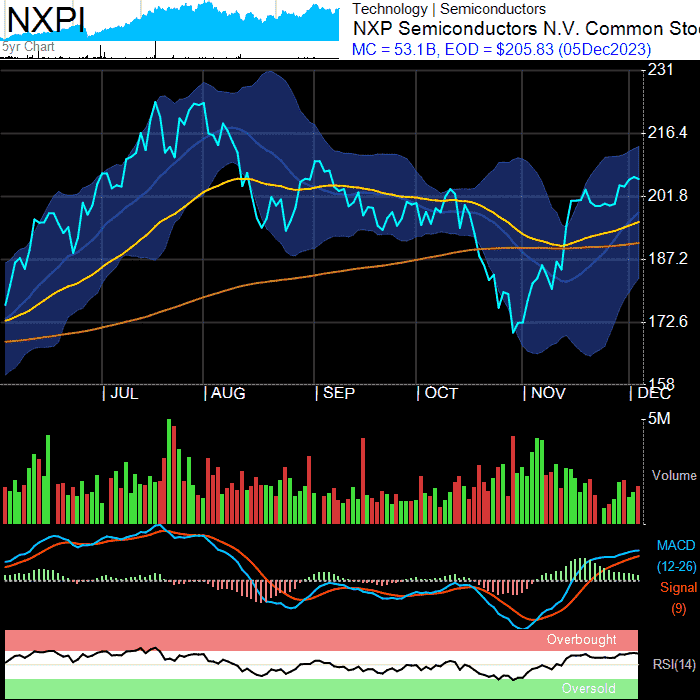 NXPI
5yr Chart
Technology | Semiconductors
NXP Semiconductors N.V. Common Sto
MC = 53.1B, EOD = $205.83 (05Dec2023)
231
216.4
201.8
187.2
172.6
158
JUL AUG SEP OCT NOV DEC
5M
Volume
MACD
(12-26)
Signal
(9)
Overbought
RSI(14)
Oversold